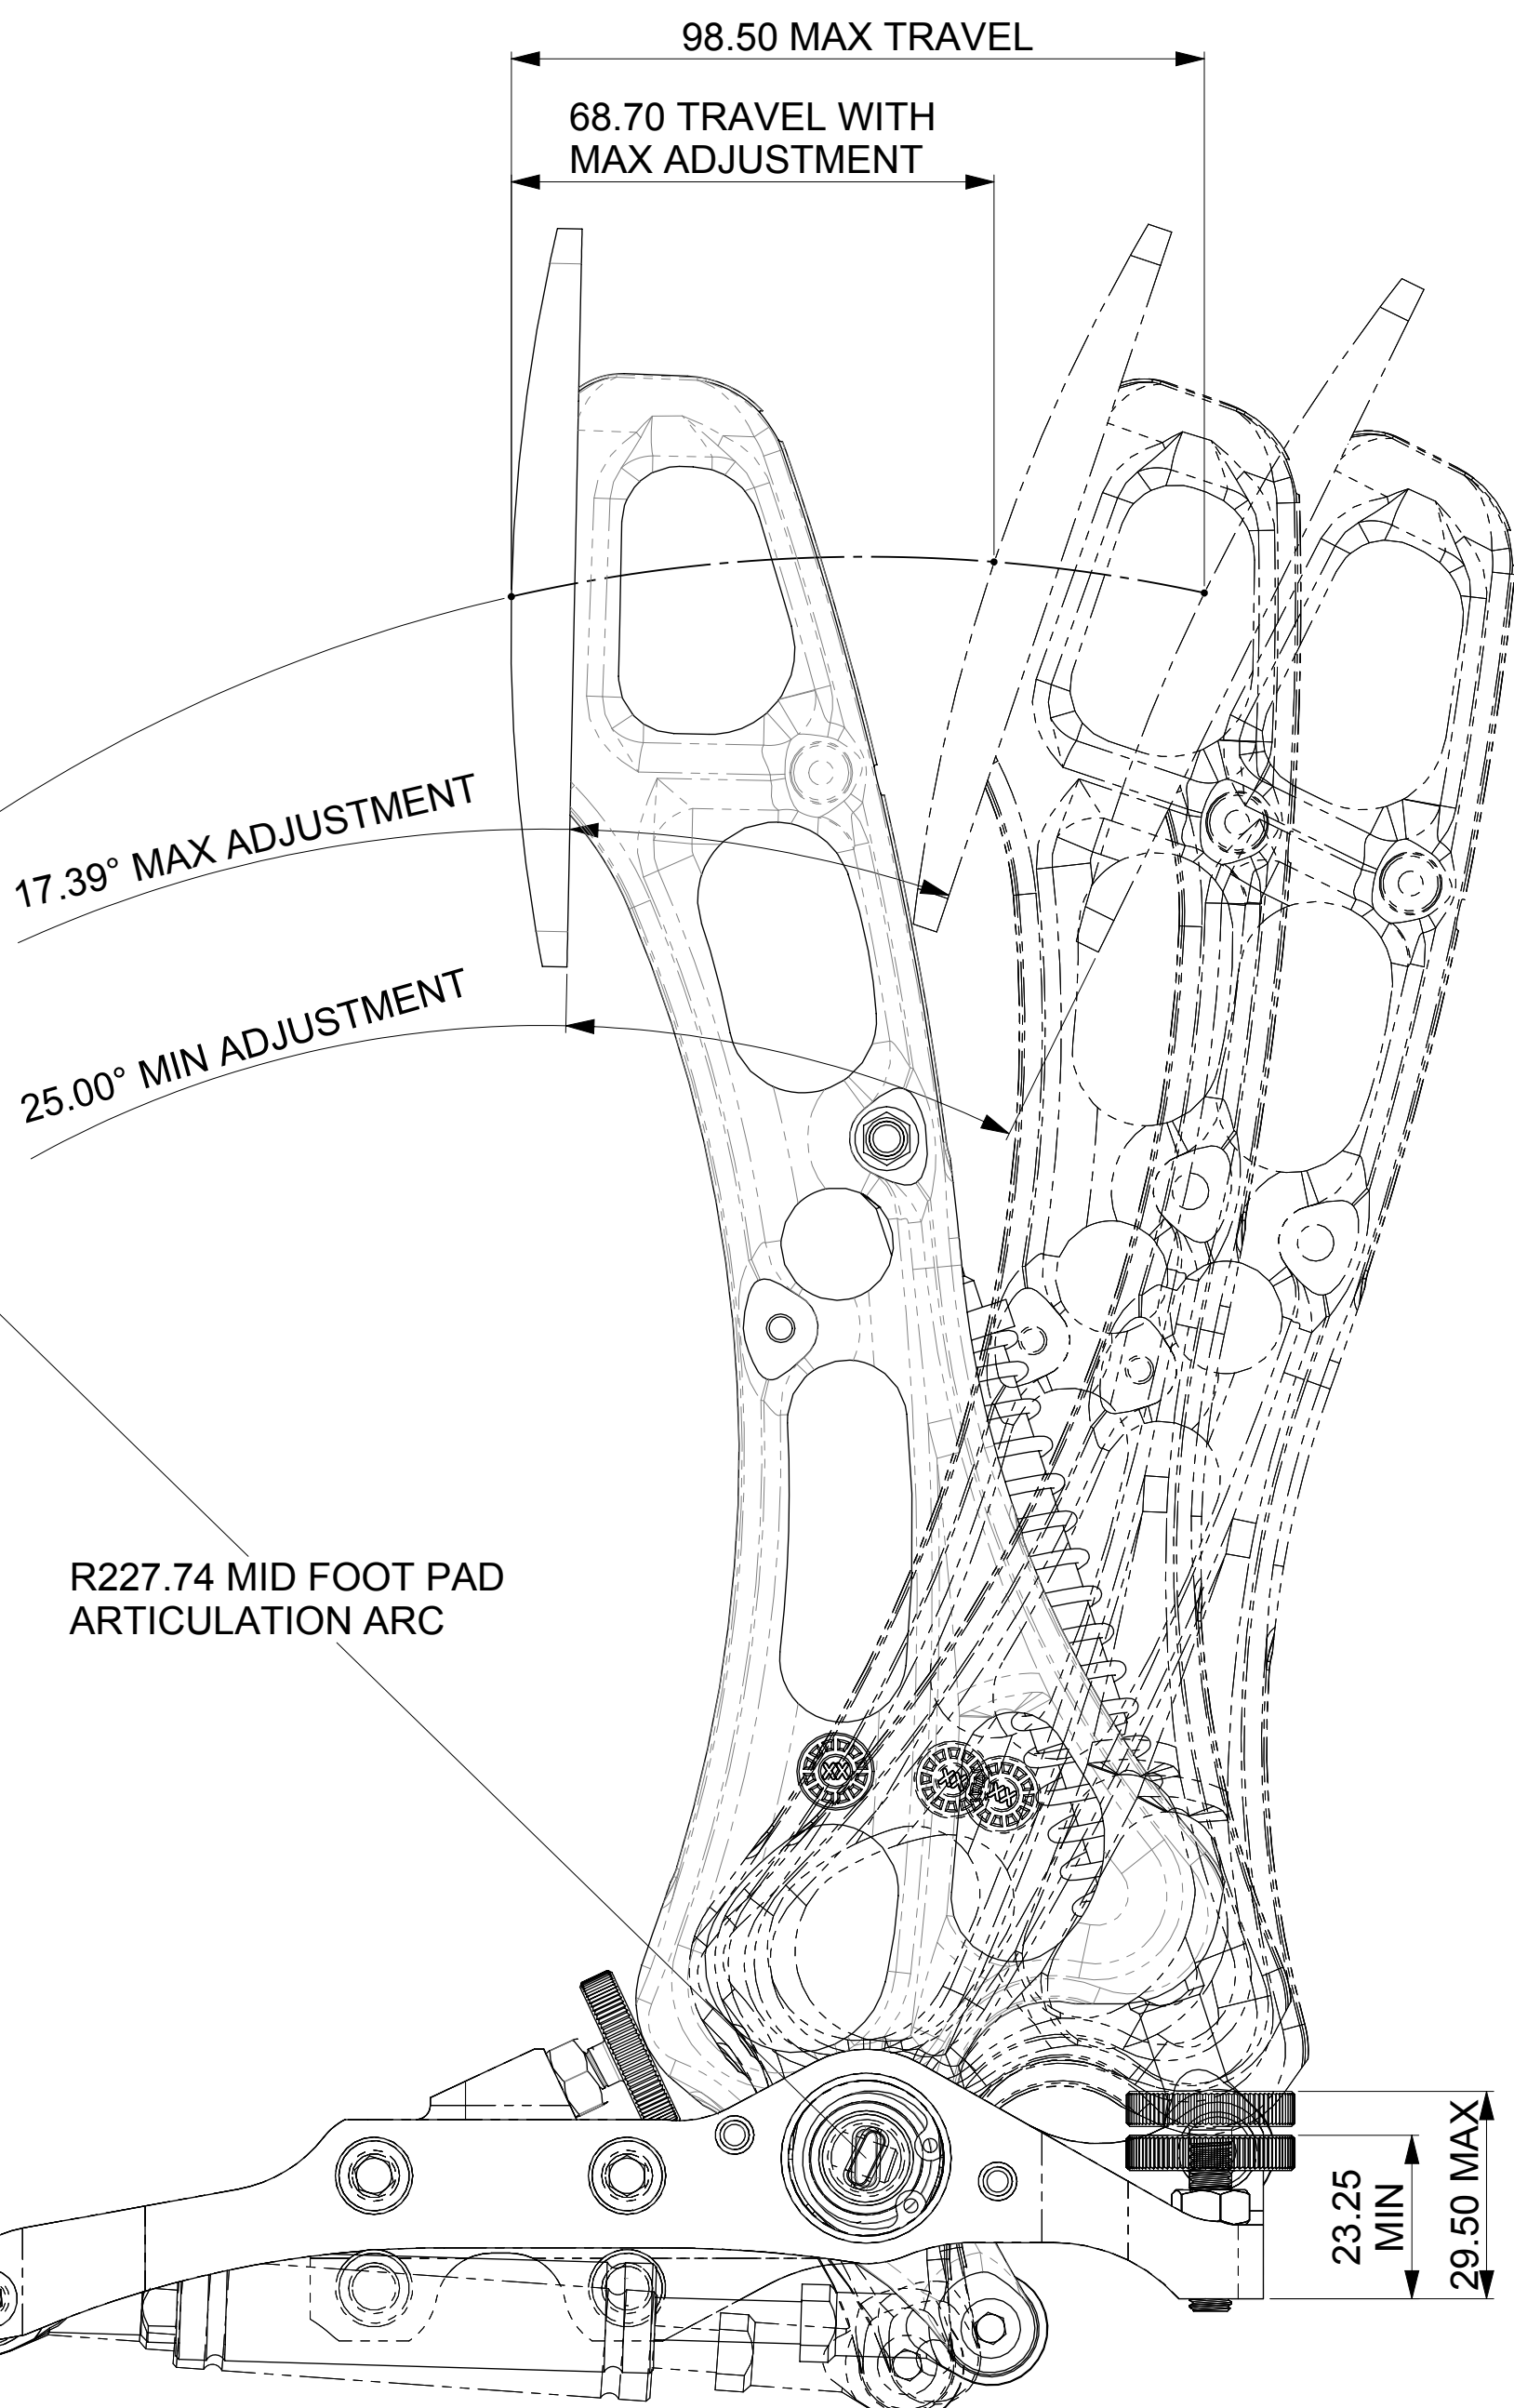 98.50 MAX TRAVEL
68.70 TRAVEL WITH
MAX ADJUSTMENT
17.39° MAX ADJUSTMENT
25.00° MIN ADJUSTMENT
R227.74 MID FOOT PAD
ARTICULATION ARC
23.25
MIN
29.50 MAX